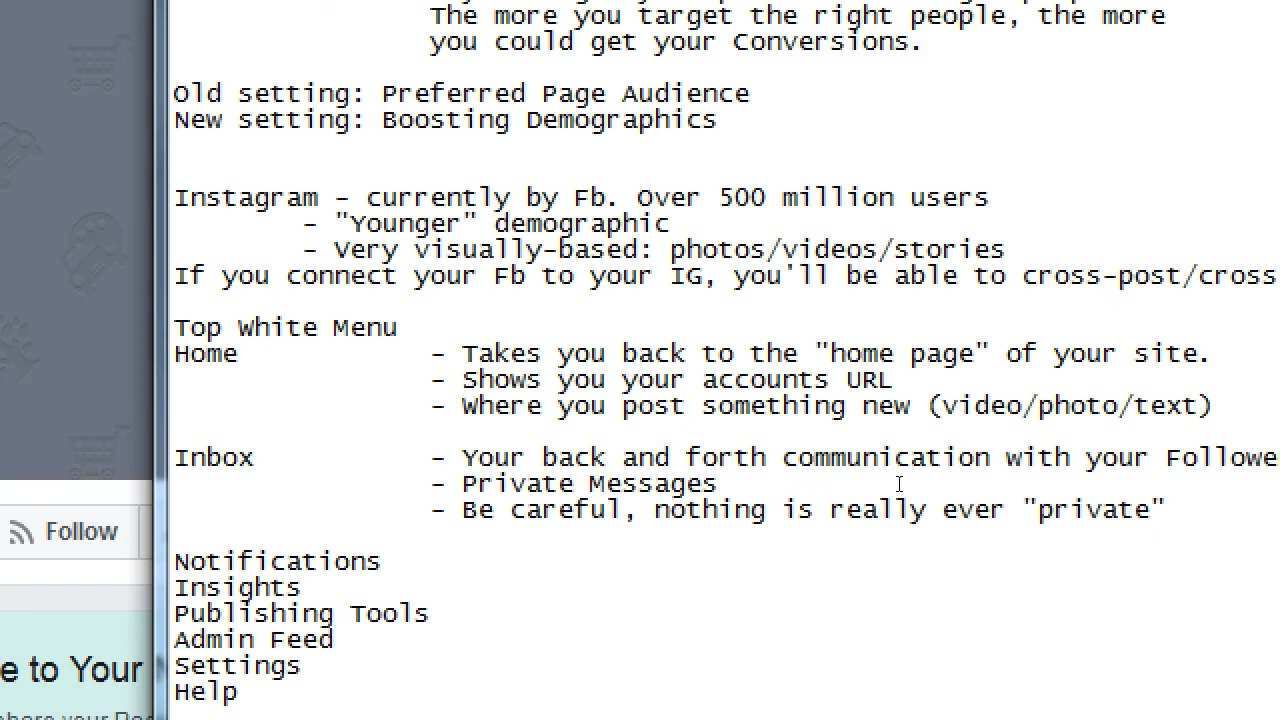 The more you target the right people, the more
you could get your Conversions.
Old setting: Preferred Page Audience
New setting: Boosting Demographics
Instagram – currently by Fb. Over 500 million users
– "Younger" demographic
– Very visually-based: photos/videos/stories
If you connect your Fb to your IG, you'll be able to cross-post/cross
Top White Menu
Home – Takes you back to the "home page" of your site.
– Shows you your accounts URL
– Where you post something new (video/photo/text)
Inbox – Your back and forth communication with your Followe
– Private Messages
– Be careful, nothing is really ever "private"
Notifications
Insights
Publishing Tools
Admin Feed
Settings
Help
Follow
e to Your